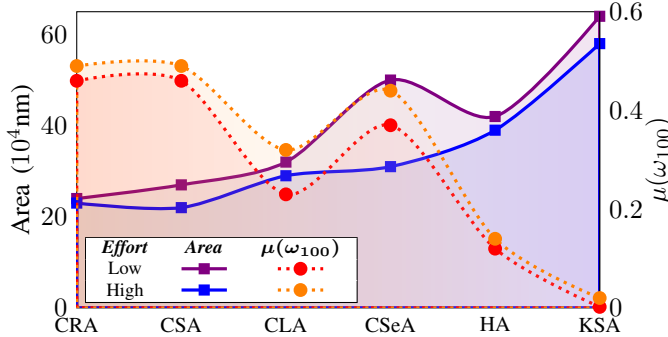 60
40
20
0
Area (10⁴nm)
0.6
0.4
0.2
0
μ(ω₁₀₀)
Effort Area μ(ω₁₀₀)
Low
High
CRA CSA CLA CSeA HA KSA